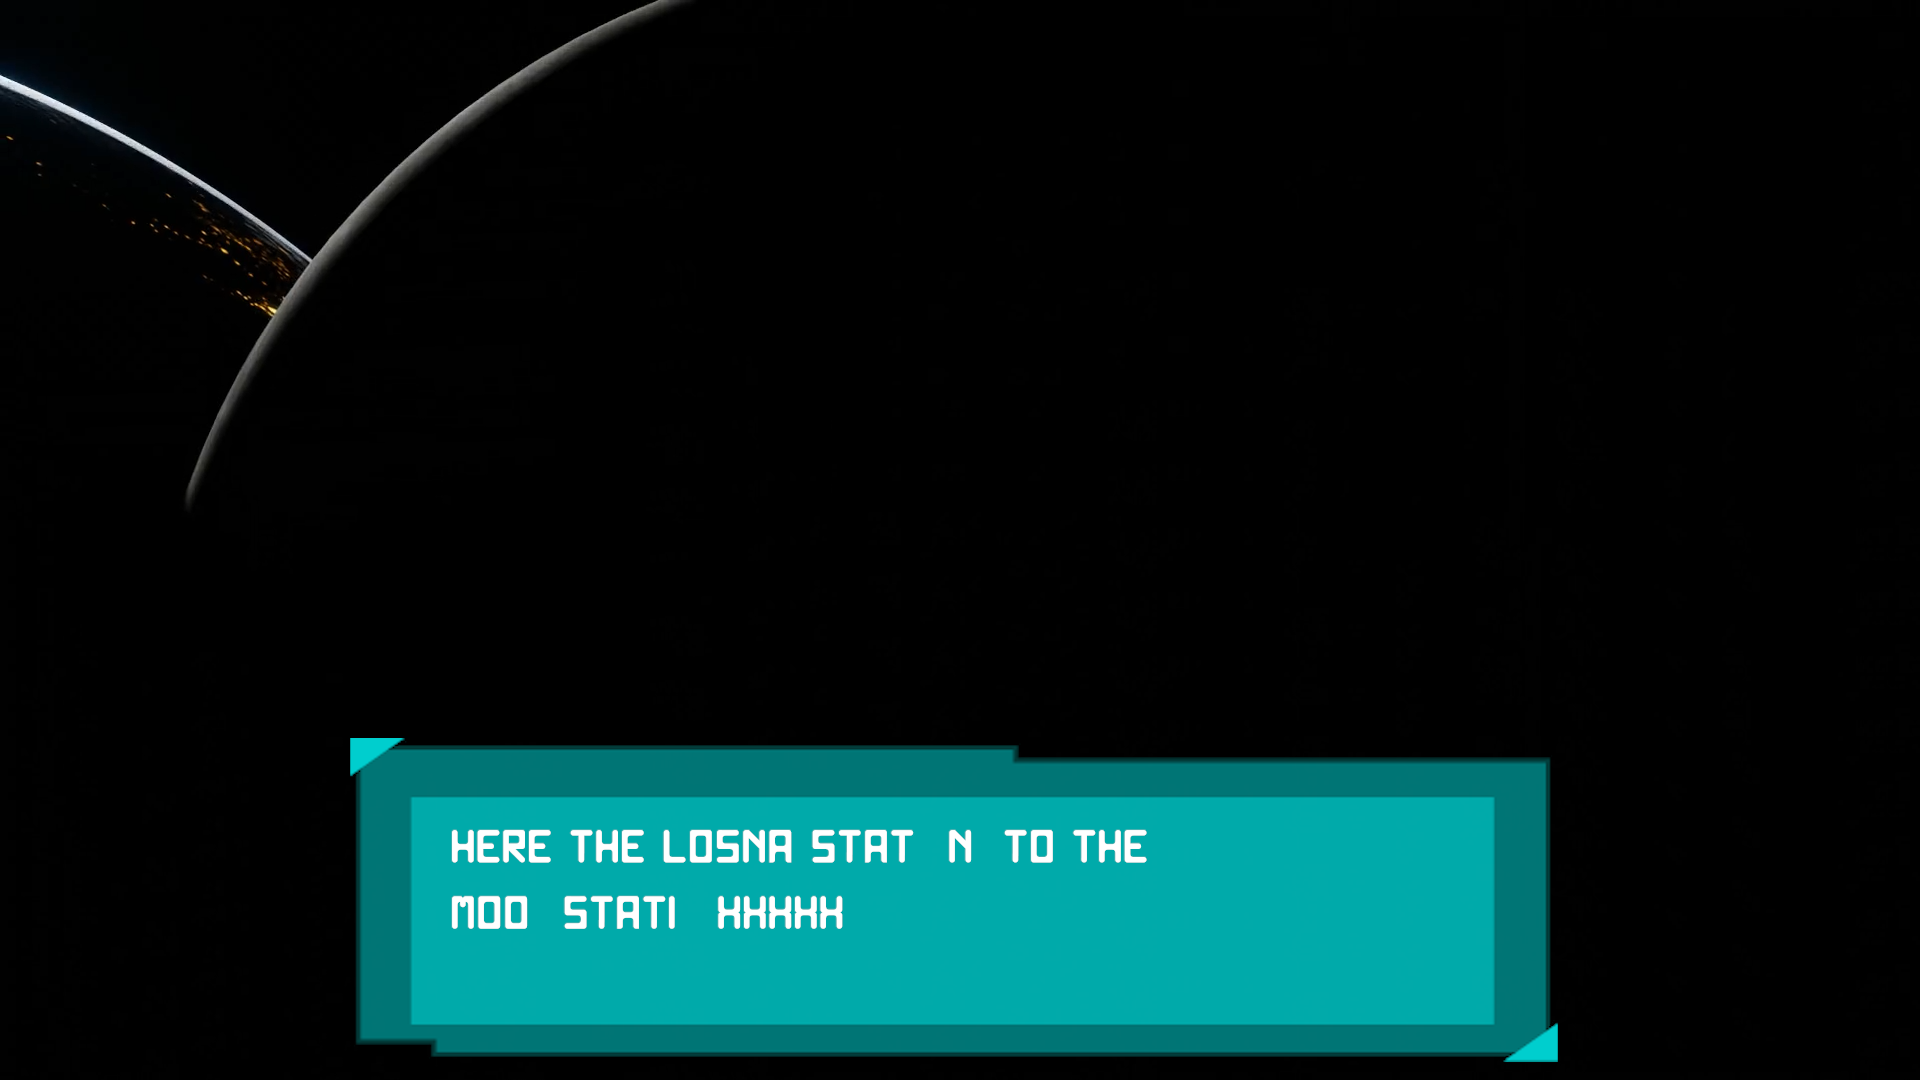 HERE THE LOSNA STAT  N  TO THE
MOO  STATI  XXXXX